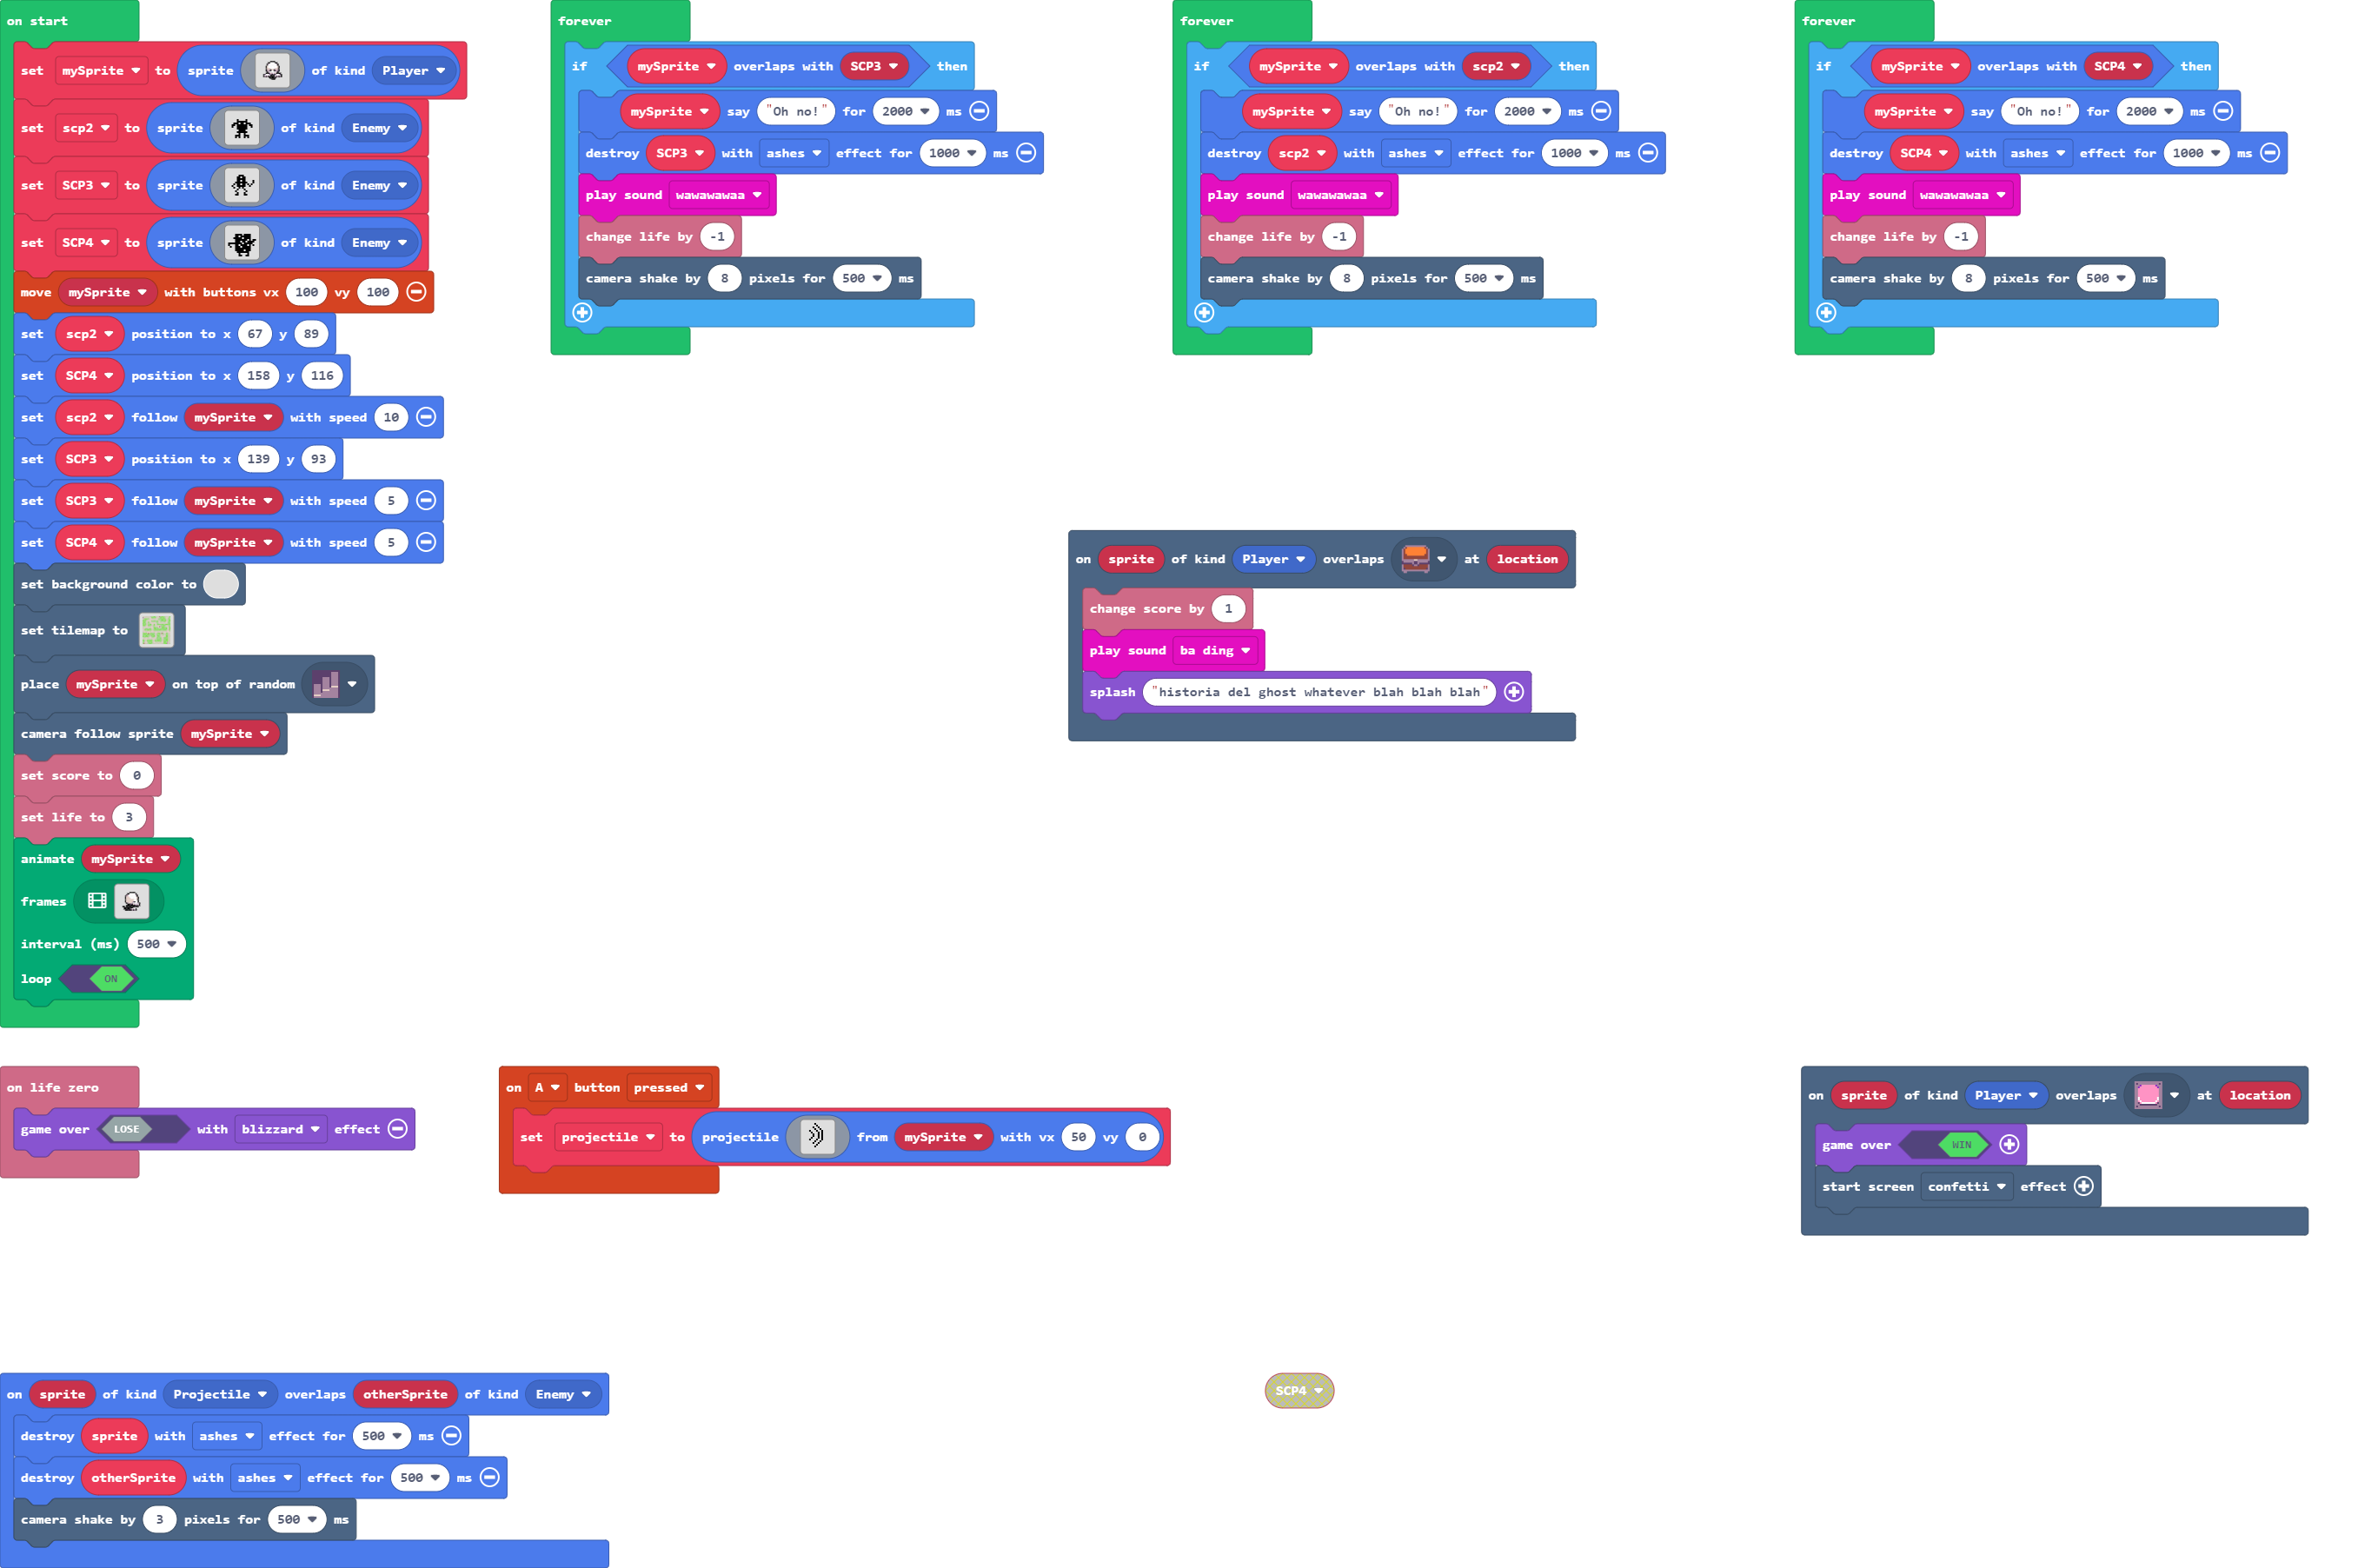 on start
set mySprite to sprite of kind Player
set scp2 to sprite of kind Enemy
set SCP3 to sprite of kind Enemy
set SCP4 to sprite of kind Enemy
move mySprite with buttons vx 100 vy 100
set scp2 position to x 67 y 89
set SCP4 position to x 158 y 116
set scp2 follow mySprite with speed 10
set SCP3 position to x 139 y 93
set SCP3 follow mySprite with speed 5
set SCP4 follow mySprite with speed 5
set background color to
set tilemap to
place mySprite on top of random
camera follow sprite mySprite
set score to 0
set life to 3
animate mySprite
frames
interval (ms) 500
loop ON
forever
if mySprite overlaps with SCP3 then
mySprite say "Oh no!" for 2000 ms
destroy SCP3 with ashes effect for 1000 ms
play sound wawawawaa
change life by -1
camera shake by 8 pixels for 500 ms
forever
if mySprite overlaps with scp2 then
mySprite say "Oh no!" for 2000 ms
destroy scp2 with ashes effect for 1000 ms
play sound wawawawaa
change life by -1
camera shake by 8 pixels for 500 ms
forever
if mySprite overlaps with SCP4 then
mySprite say "Oh no!" for 2000 ms
destroy SCP4 with ashes effect for 1000 ms
play sound wawawawaa
change life by -1
camera shake by 8 pixels for 500 ms
on sprite of kind Player overlaps at location
change score by 1
play sound ba ding
splash "historia del ghost whatever blah blah blah"
on life zero
game over LOSE with blizzard effect
on A button pressed
set projectile to projectile from mySprite with vx 50 vy 0
on sprite of kind Player overlaps at location
game over WIN
start screen confetti effect
on sprite of kind Projectile overlaps otherSprite of kind Enemy
destroy sprite with ashes effect for 500 ms
destroy otherSprite with ashes effect for 500 ms
camera shake by 3 pixels for 500 ms
SCP4